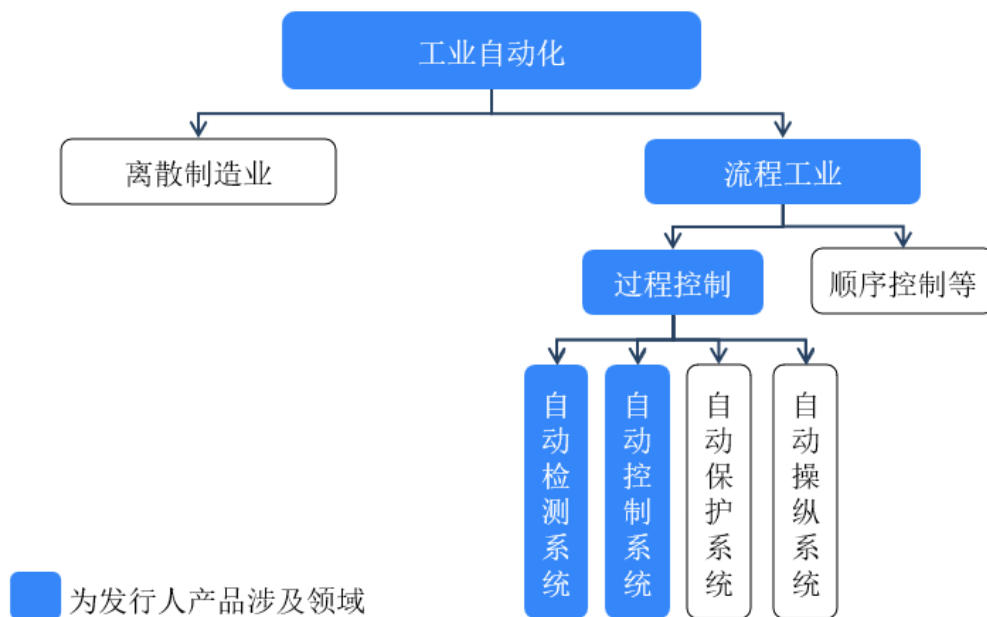 工业自动化
离散制造业
流程工业
过程控制
顺序控制等
自动检测系统
自动控制系统
自动保护系统
自动操纵系统
为发行人产品涉及领域